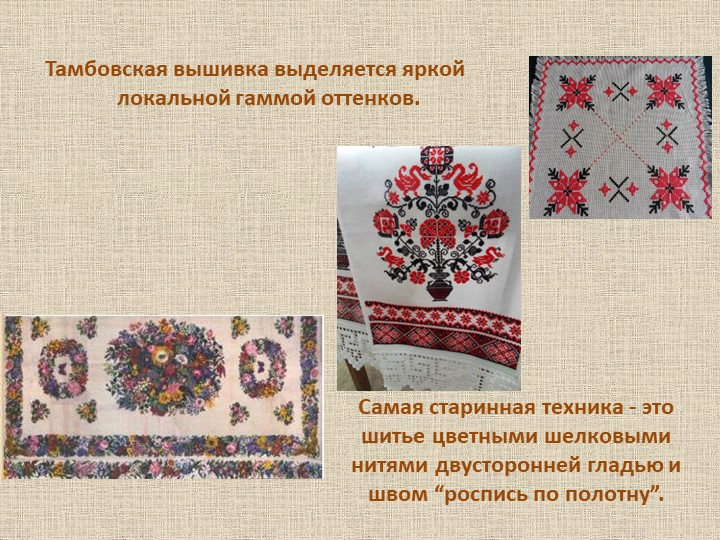 Тамбовская вышивка выделяется яркой
локальной гаммой оттенков.
Самая старинная техника - это
шитье цветными шелковыми
нитями двусторонней гладью и
швом “роспись по полотну”.